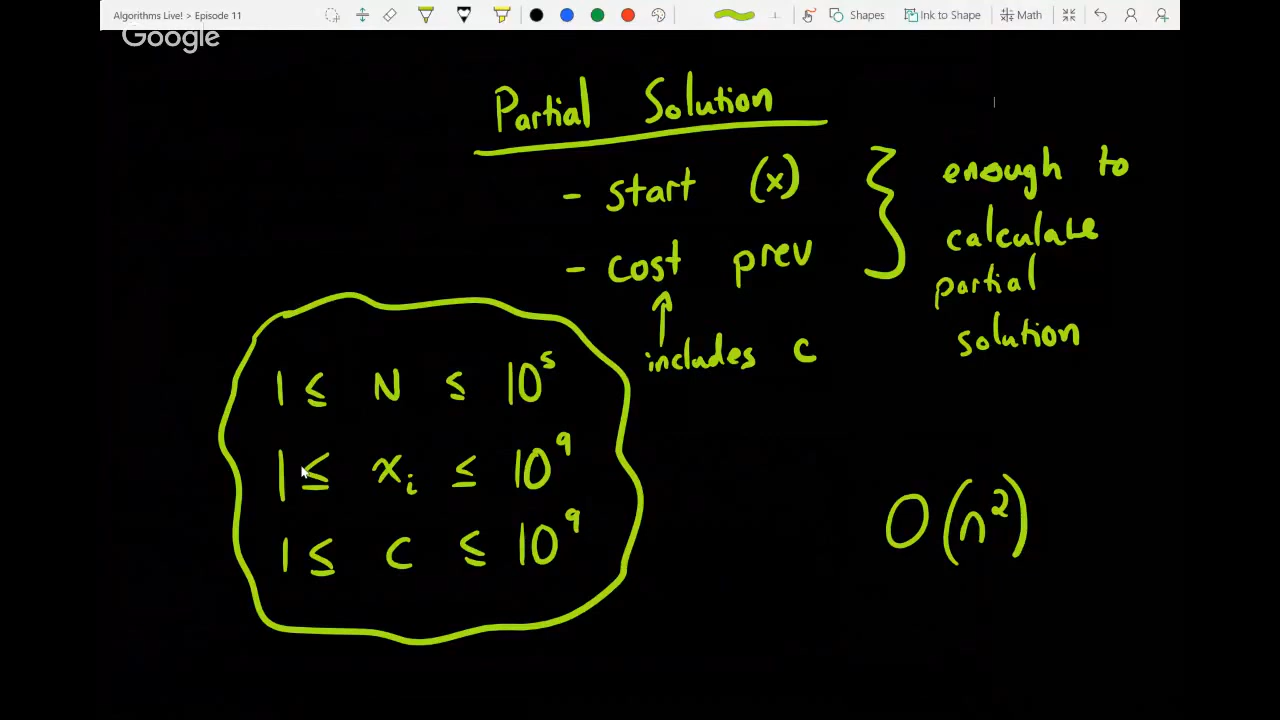 Algorithms Live! > Episode 11
Shapes
Ink to Shape
Math
Google
Partial Solution
- start (x)
- cost prev
includes c
} enough to
calculate
partial
solution
1 ≤ N ≤ 10^5
1 ≤ x_i ≤ 10^9
1 ≤ C ≤ 10^9
O(n^2)